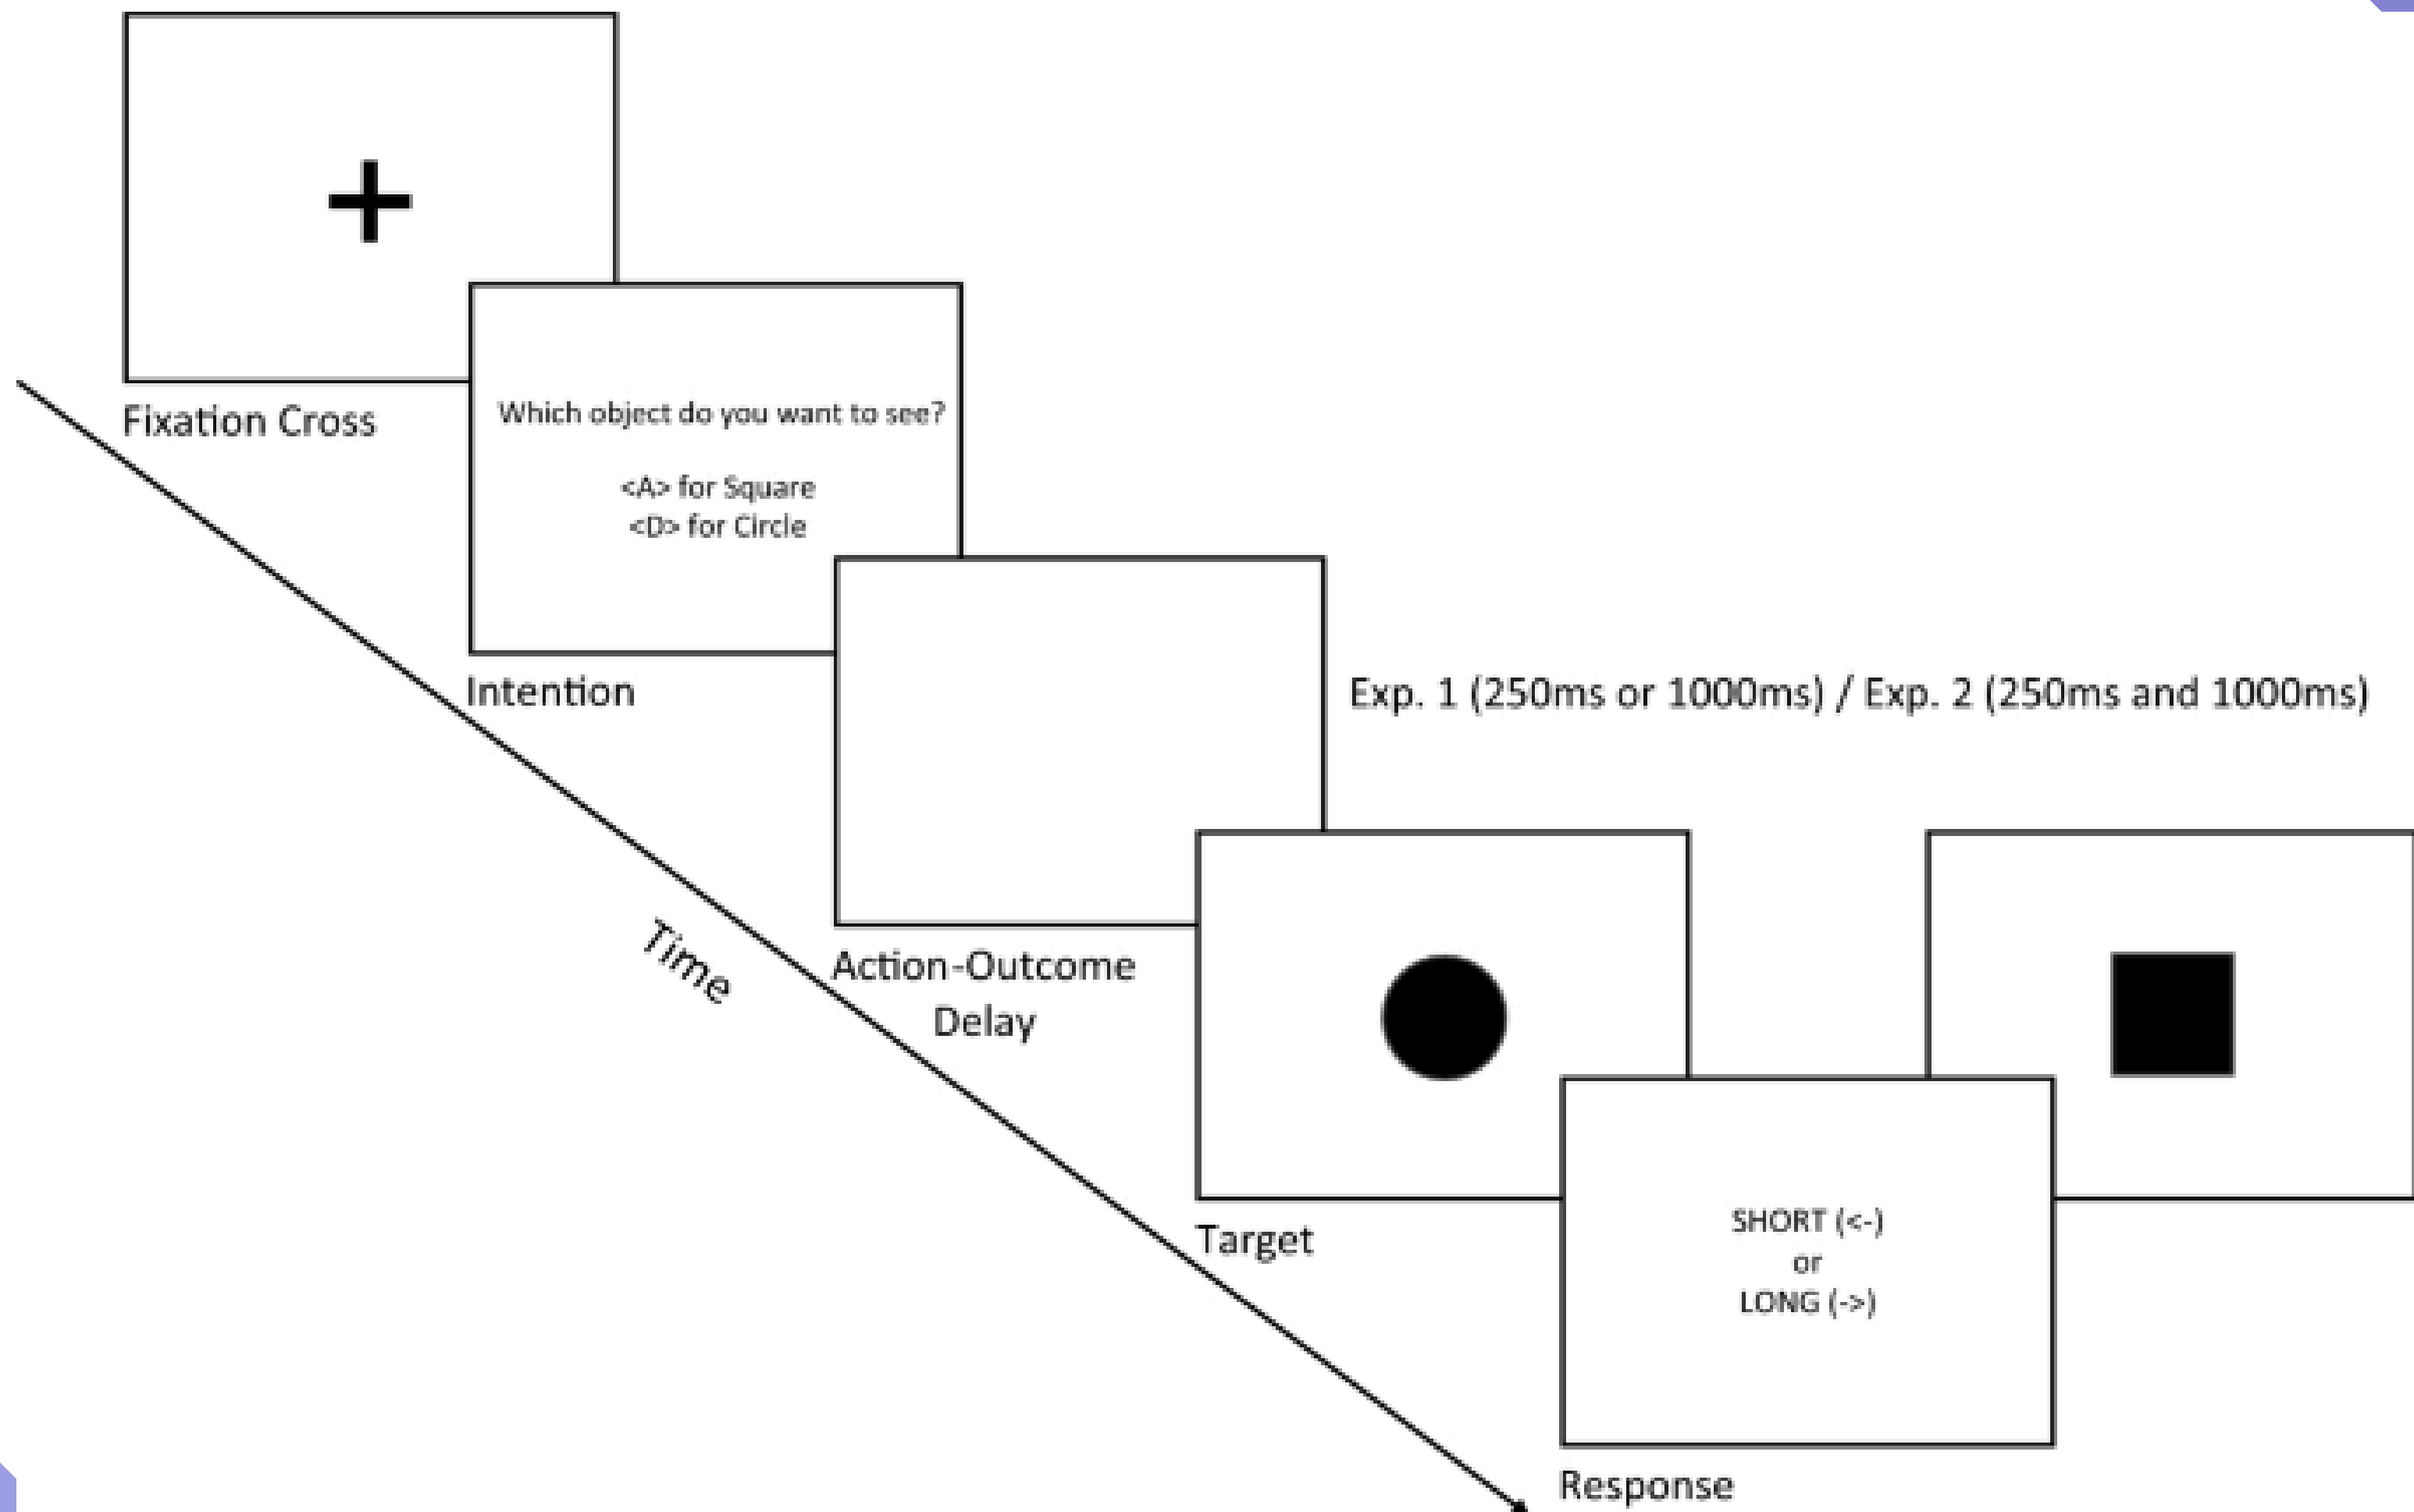 Fixation Cross
Which object do you want to see?
<A> for Square
<D> for Circle
Intention
Exp. 1 (250ms or 1000ms) / Exp. 2 (250ms and 1000ms)
Time
Action-Outcome
Delay
Target
SHORT (<-)
or
LONG (->)
Response